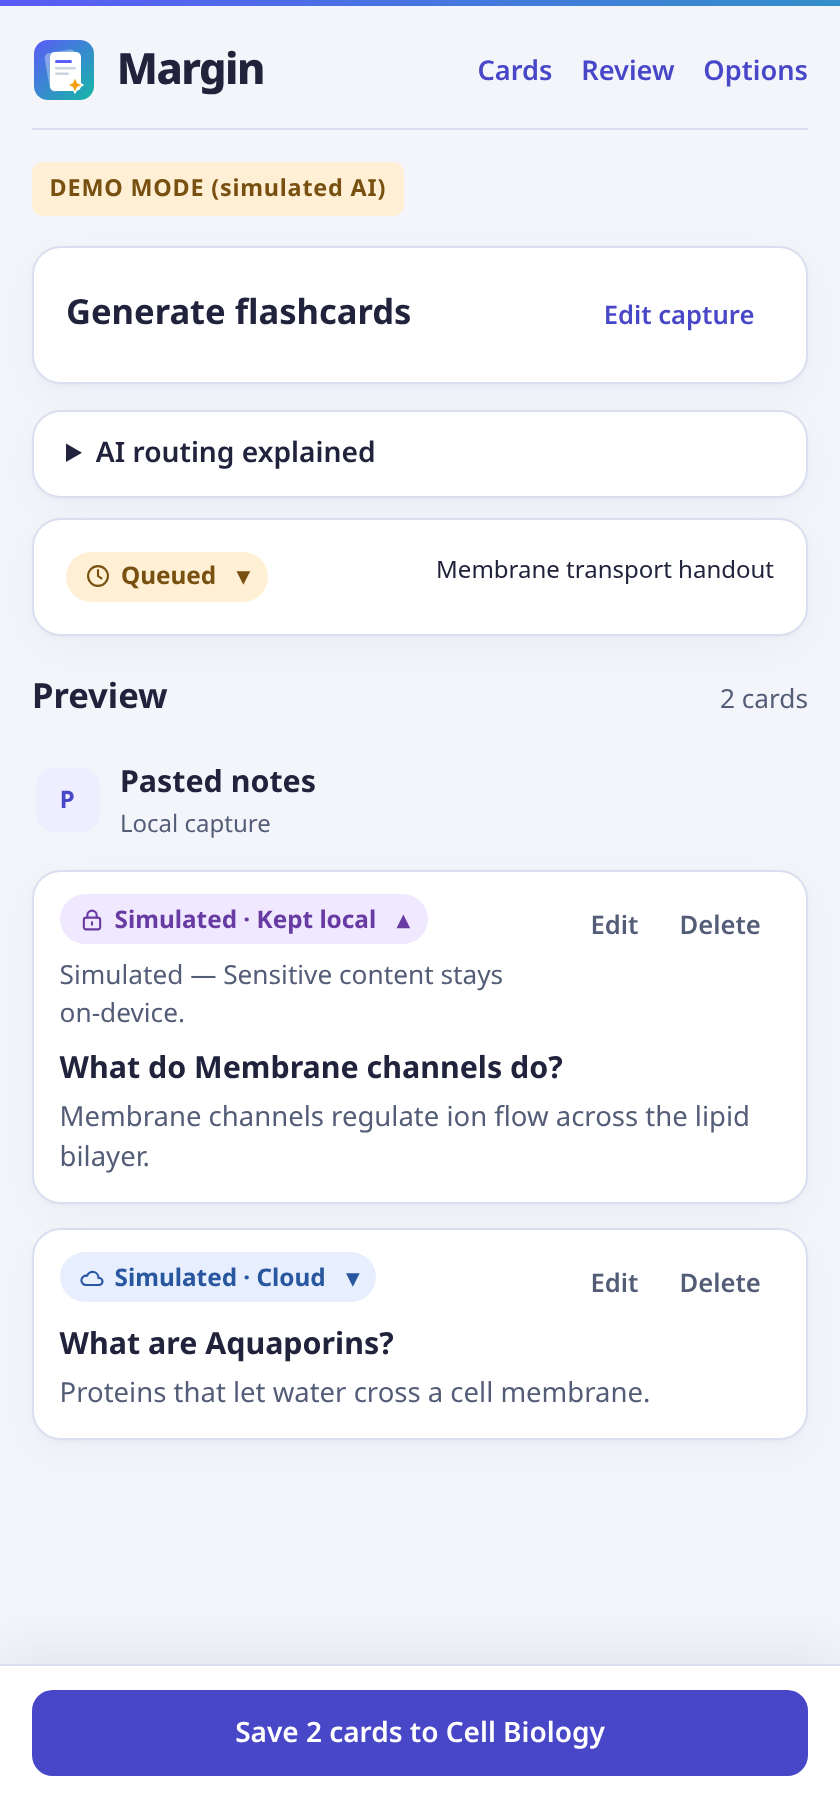 Margin
Cards Review Options
DEMO MODE (simulated AI)
Generate flashcards
Edit capture
▶ AI routing explained
Queued ▼
Membrane transport handout
Preview
2 cards
P
Pasted notes
Local capture
Simulated · Kept local ▲
Edit Delete
Simulated — Sensitive content stays
on-device.
What do Membrane channels do?
Membrane channels regulate ion flow across the lipid
bilayer.
Simulated · Cloud ▼
Edit Delete
What are Aquaporins?
Proteins that let water cross a cell membrane.
Save 2 cards to Cell Biology